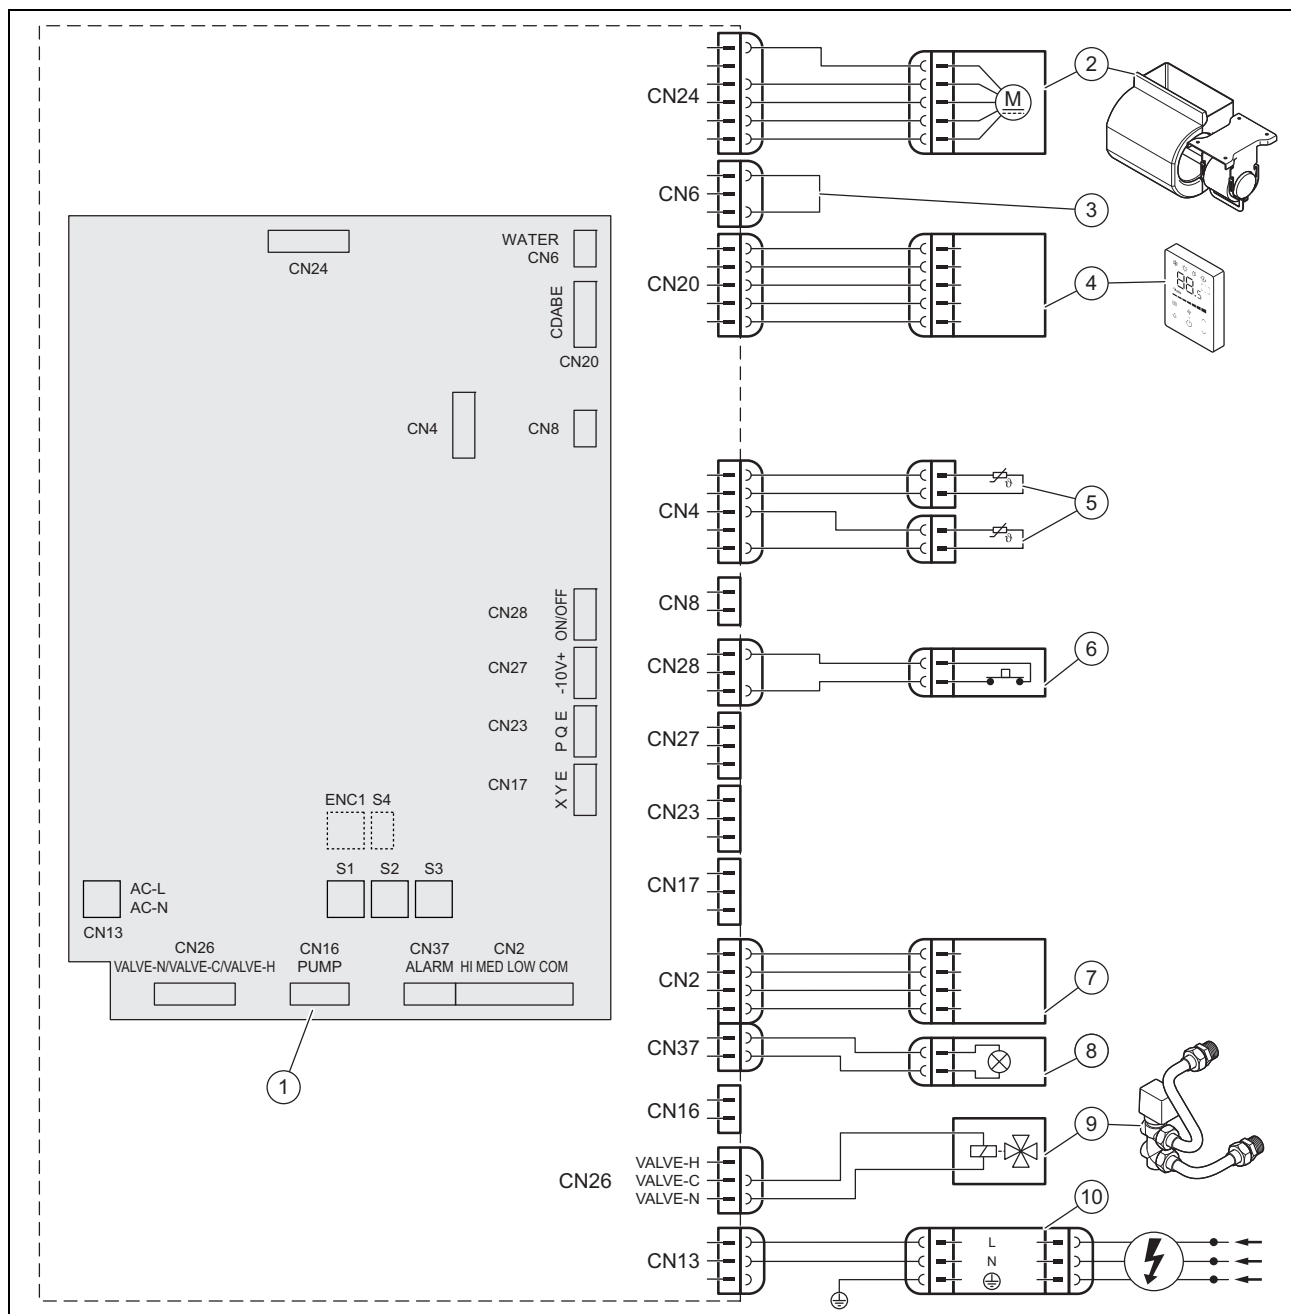 CN24
M
2
CN6
3
CN20
4
88.5
WATER
CN6
CN24
CDABE
CN20
CN4
CN8
CN4
ϑ
ϑ
5
CN8
CN28
ON/OFF
CN28
6
CN27
-10V+
CN23
P Q E
CN27
CN17
X Y E
CN23
ENC1 S4
S1 S2 S3
CN17
AC-L
AC-N
CN13
CN26
VALVE-N/VALVE-C/VALVE-H
CN16
PUMP
CN37
ALARM
CN2
HI MED LOW COM
CN2
7
CN37
8
1
CN16
CN26
VALVE-H
VALVE-C
VALVE-N
9
10
CN13
L
N